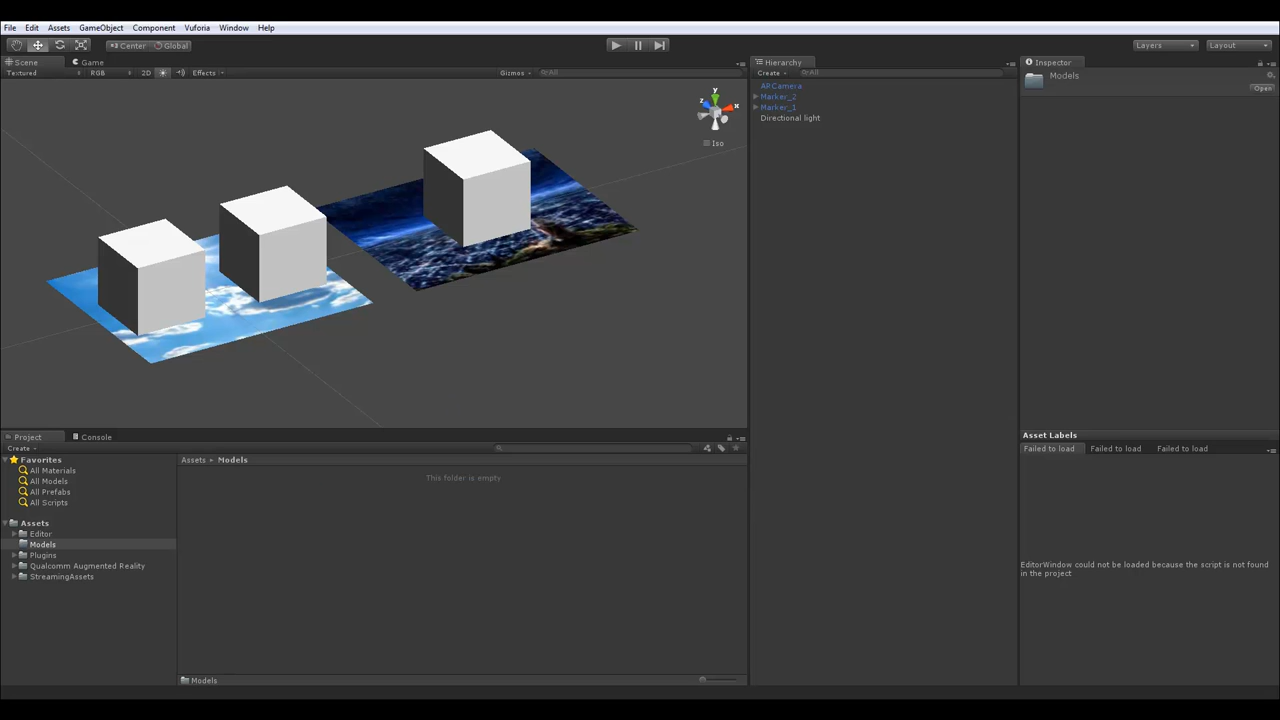 File Edit Assets GameObject Component Vuforia Window Help
Center Global Layers Layout
Scene Game
Textured RGB 2D Effects Gizmos All
y
z x
Iso
Hierarchy
Create All
ARCamera
Marker_2
Marker_1
Directional light
Inspector
Models
Open
Asset Labels
Failed to load Failed to load Failed to load
EditorWindow could not be loaded because the script is not found
in the project
Project Console
Create
Favorites
All Materials
All Models
All Prefabs
All Scripts
Assets
Editor
Models
Plugins
Qualcomm Augmented Reality
StreamingAssets
Assets ▸ Models
This folder is empty
Models